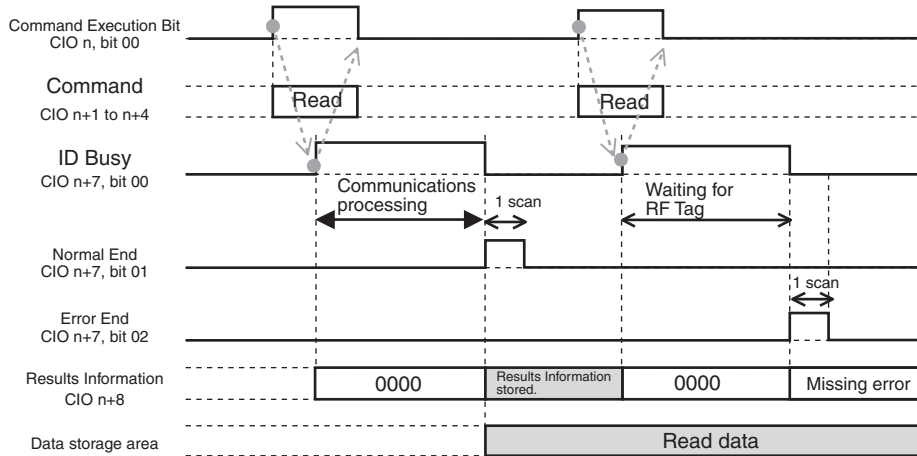 Command Execution Bit
CIO n, bit 00
Command
CIO n+1 to n+4
Read
Read
ID Busy
CIO n+7, bit 00
Communications
processing
1 scan
Waiting for
RF Tag
Normal End
CIO n+7, bit 01
1 scan
Error End
CIO n+7, bit 02
Results Information
CIO n+8
0000
Results Information
stored.
0000
Missing error
Data storage area
Read data